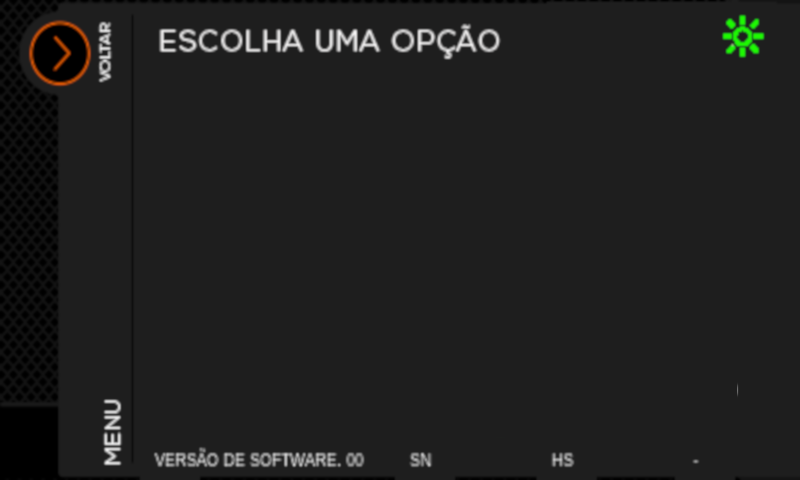 VOLTAR
ESCOLHA UMA OPÇÃO
MENU
VERSÃO DE SOFTWARE. 00 SN HS -